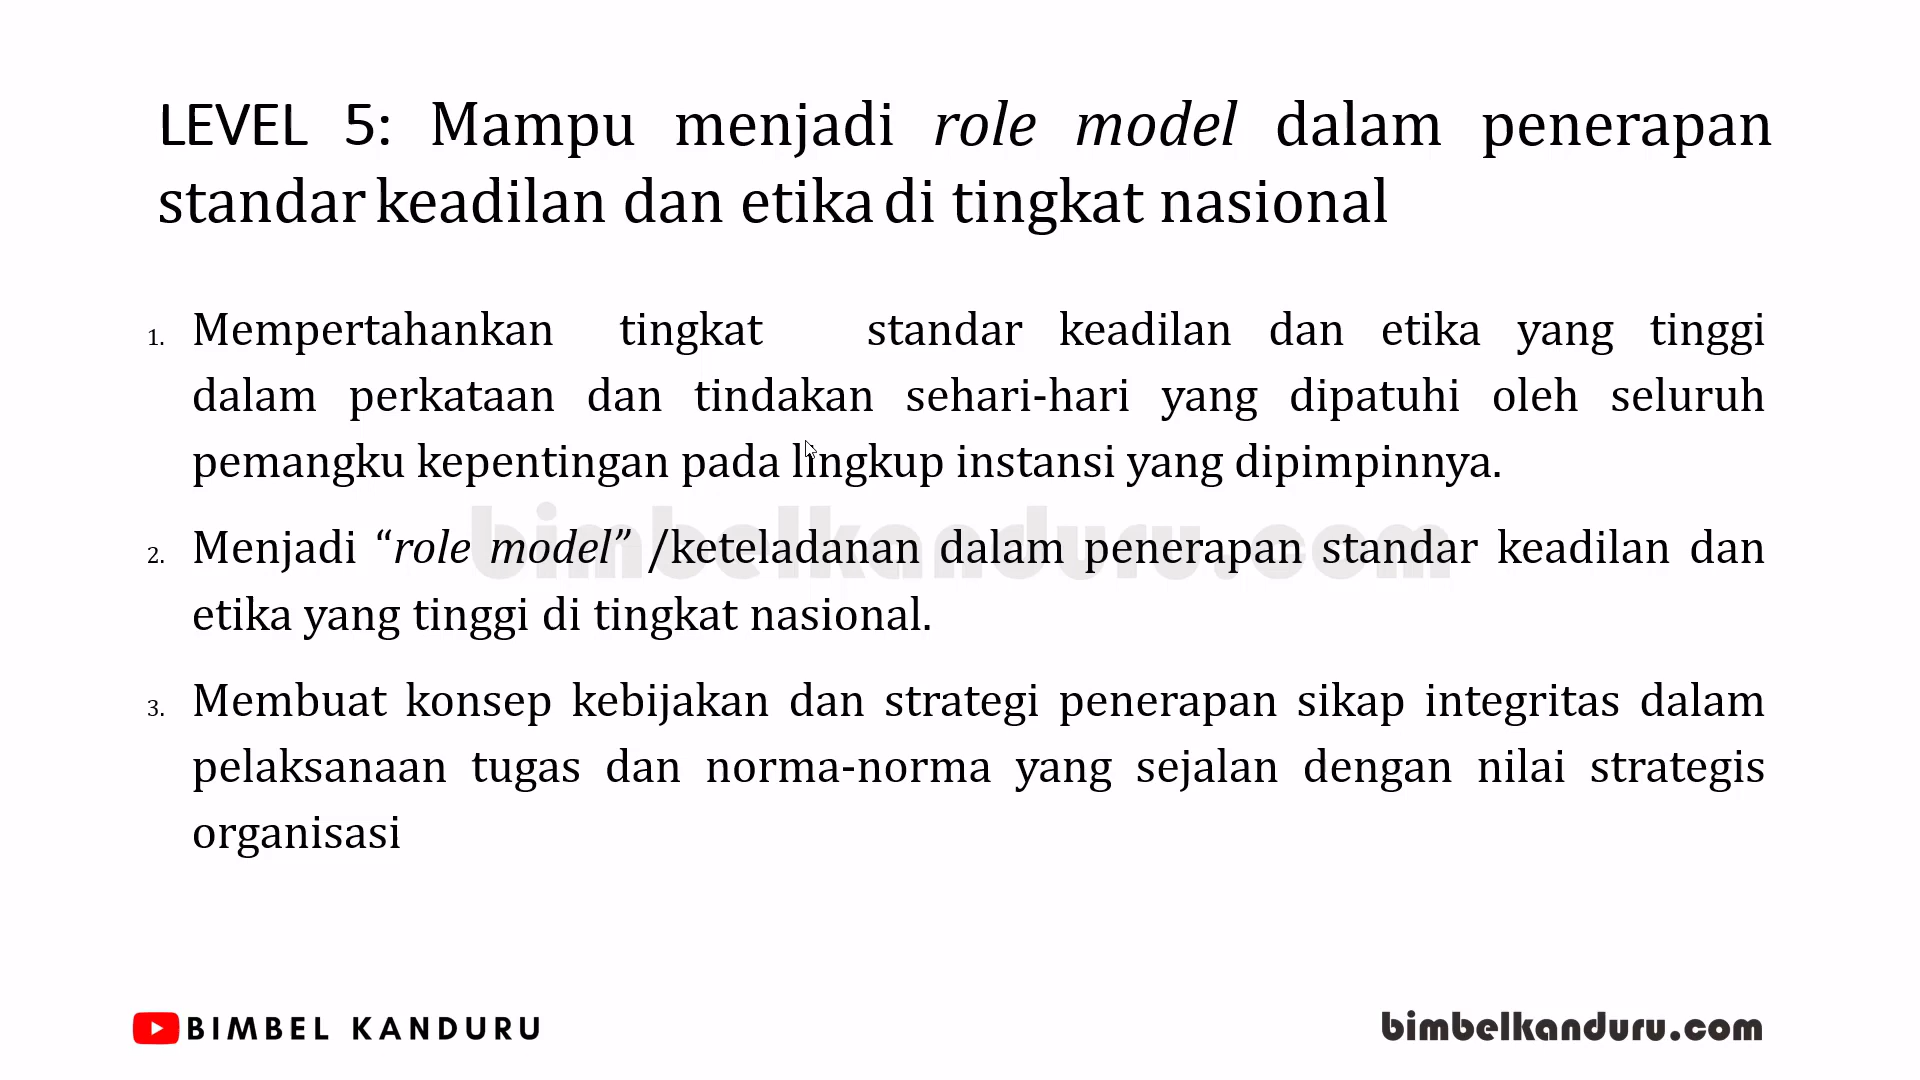 LEVEL 5: Mampu menjadi role model dalam penerapan
standar keadilan dan etika di tingkat nasional
1. Mempertahankan tingkat standar keadilan dan etika yang tinggi
dalam perkataan dan tindakan sehari-hari yang dipatuhi oleh seluruh
pemangku kepentingan pada lingkup instansi yang dipimpinnya.
bimbelkanduru.com
2. Menjadi “role model” /keteladanan dalam penerapan standar keadilan dan
etika yang tinggi di tingkat nasional.
3. Membuat konsep kebijakan dan strategi penerapan sikap integritas dalam
pelaksanaan tugas dan norma-norma yang sejalan dengan nilai strategis
organisasi
BIMBEL KANDURU
bimbelkanduru.com